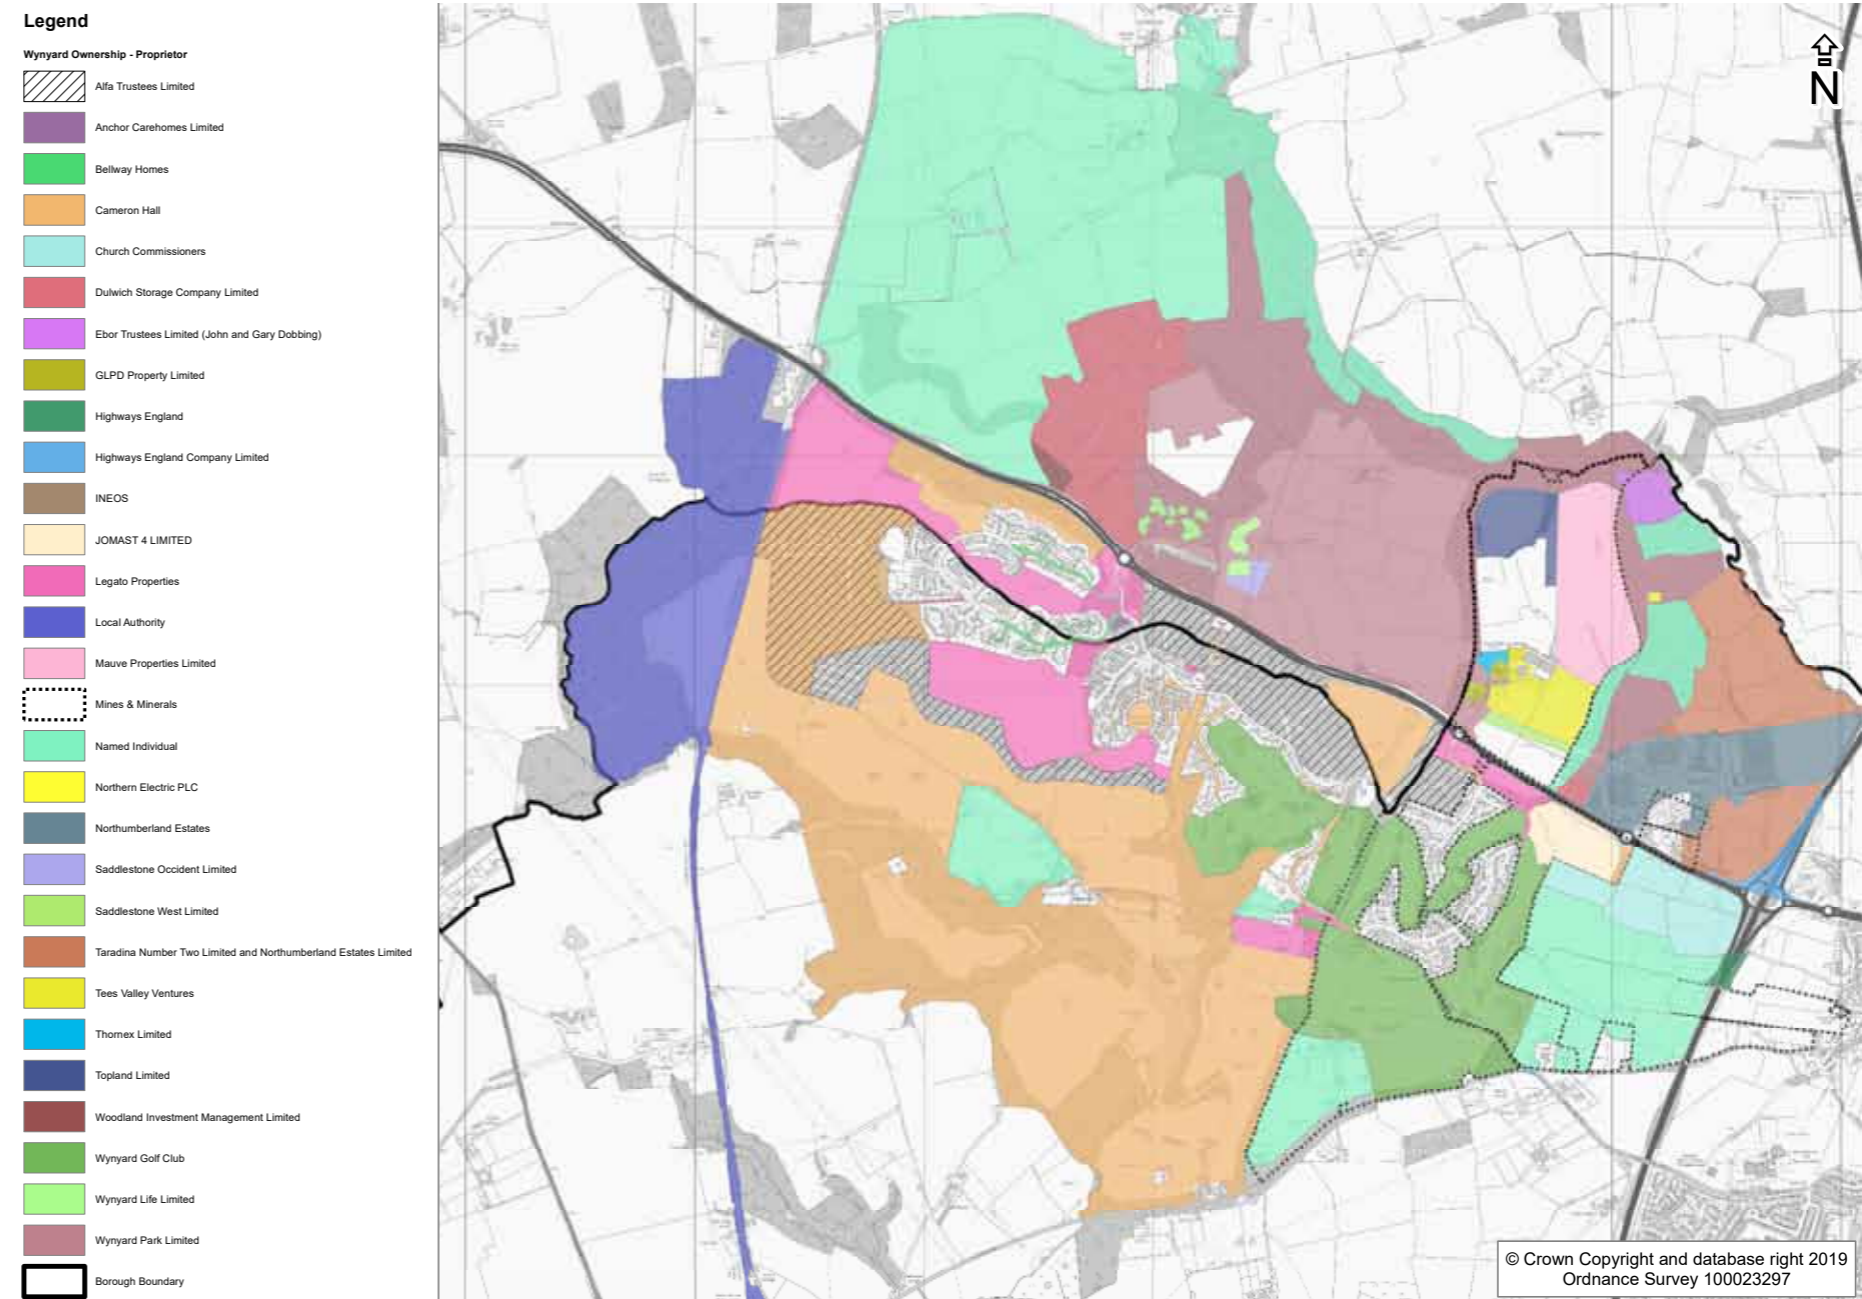 Legend
Wynyard Ownership - Proprietor
Alfa Trustees Limited
Anchor Carehomes Limited
Bellway Homes
Cameron Hall
Church Commissioners
Dulwich Storage Company Limited
Ebor Trustees Limited (John and Gary Dobbing)
GLPD Property Limited
Highways England
Highways England Company Limited
INEOS
JOMAST 4 LIMITED
Legato Properties
Local Authority
Mauve Properties Limited
Mines & Minerals
Named Individual
Northern Electric PLC
Northumberland Estates
Saddlestone Occident Limited
Saddlestone West Limited
Taradina Number Two Limited and Northumberland Estates Limited
Tees Valley Ventures
Thornex Limited
Topland Limited
Woodland Investment Management Limited
Wynyard Golf Club
Wynyard Life Limited
Wynyard Park Limited
Borough Boundary
N
© Crown Copyright and database right 2019
Ordnance Survey 100023297